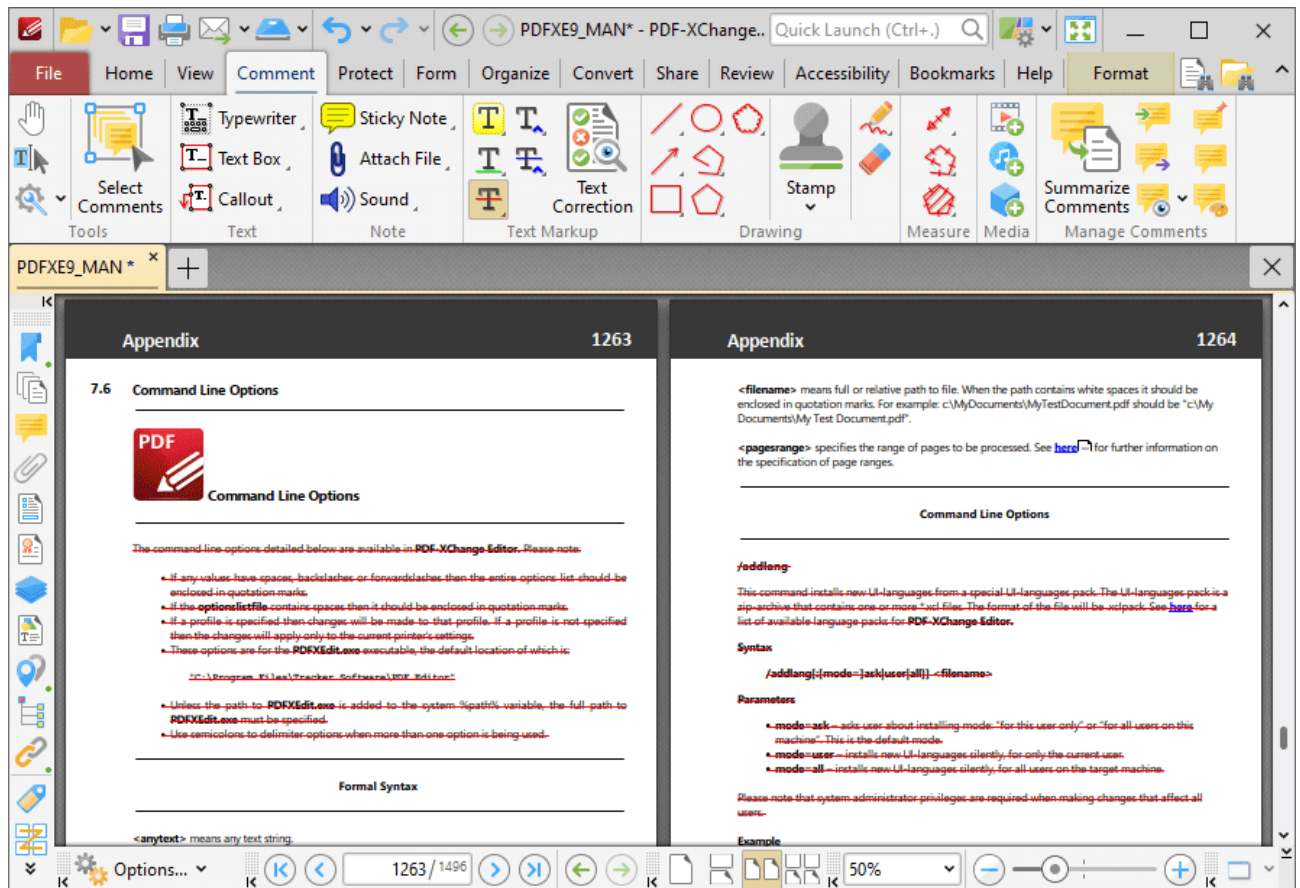 PDFXE9_MAN* - PDF-XChange..
Quick Launch (Ctrl+.)
File Home View Comment Protect Form Organize Convert Share Review Accessibility Bookmarks Help Format
Typewriter
Text Box
Callout
Select
Comments
Sticky Note
Attach File
Sound
Text
Correction
Stamp
Summarize
Comments
Tools Text Note Text Markup Drawing Measure Media Manage Comments
PDFXE9_MAN *
Appendix 1263
7.6 Command Line Options
PDF
Command Line Options
The command line options detailed below are available in PDF-XChange Editor. Please note:
• If any values have spaces, backslashes or forwardslashes then the entire options list should be
enclosed in quotation marks.
• If the optionslistfile contains spaces then it should be enclosed in quotation marks.
• If a profile is specified then changes will be made to that profile. If a profile is not specified
then the changes will apply only to the current printer's settings.
• These options are for the PDFXEdit.exe executable, the default location of which is:
"C:\Program Files\Tracker Software\PDF Editor"
• Unless the path to PDFXEdit.exe is added to the system %path% variable, the full path to
PDFXEdit.exe must be specified.
• Use semicolons to delimiter options when more than one option is being used.
Formal Syntax
<anytext> means any text string.
Appendix 1264
<filename> means full or relative path to file. When the path contains white spaces it should be
enclosed in quotation marks. For example: c:\MyDocuments\MyTestDocument.pdf should be "c:\My
Documents\My Test Document.pdf".
<pagesrange> specifies the range of pages to be processed. See here for further information on
the specification of page ranges.
Command Line Options
/addlang
This command installs new UI-languages from a special UI-languages pack. The UI-languages pack is a
zip-archive that contains one or more *.xcl files. The format of the file will be .xclpack. See here for a
list of available language packs for PDF-XChange Editor.
Syntax
/addlang[:[mode=]ask|user|all]] <filename>
Parameters
• mode=ask – asks user about installing mode: "for this user only" or "for all users on this
machine". This is the default mode.
• mode=user – installs new UI-languages silently, for only the current user.
• mode=all – installs new UI-languages silently, for all users on the target machine.
Please note that system administrator privileges are required when making changes that affect all
users.
Example
Options... 1263 / 1496 50%